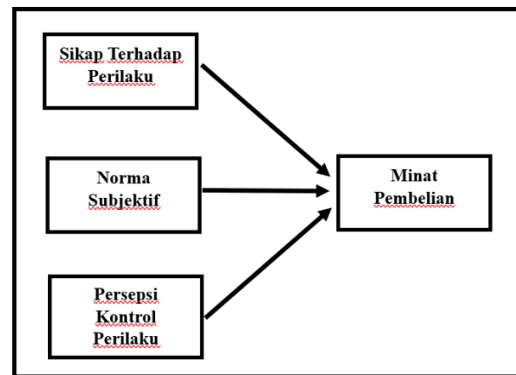 Sikap Terhadap
Perilaku
Norma
Subjektif
Minat
Pembelian
Persepsi
Kontrol
Perilaku